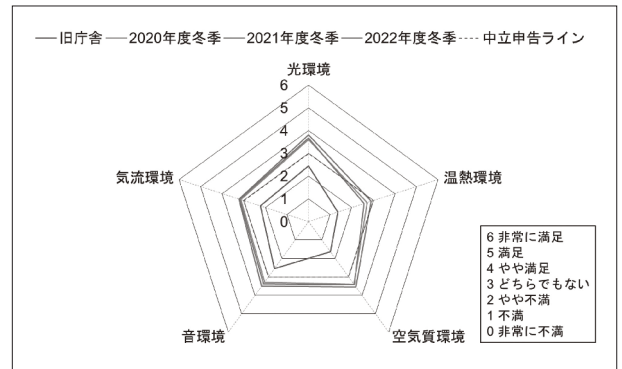 旧庁舎 2020年度冬季 2021年度冬季 2022年度冬季 中立申告ライン
光環境
6
5
4
3
2
1
0
気流環境
温熱環境
音環境
空気質環境
6 非常に満足
5 満足
4 やや満足
3 どちらでもない
2 やや不満
1 不満
0 非常に不満